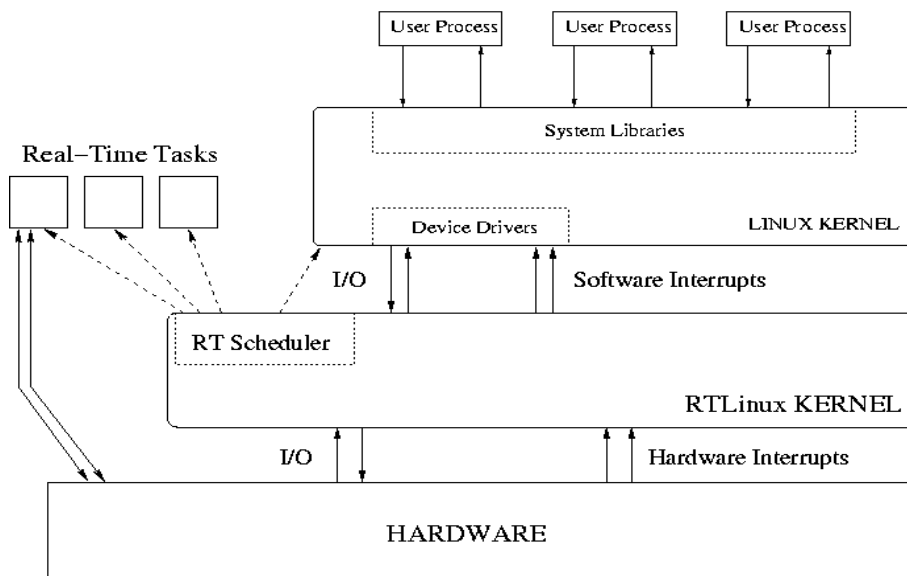 User Process
User Process
User Process
System Libraries
Real-Time Tasks
Device Drivers
LINUX KERNEL
I/O
Software Interrupts
RT Scheduler
RTLinux KERNEL
I/O
Hardware Interrupts
HARDWARE